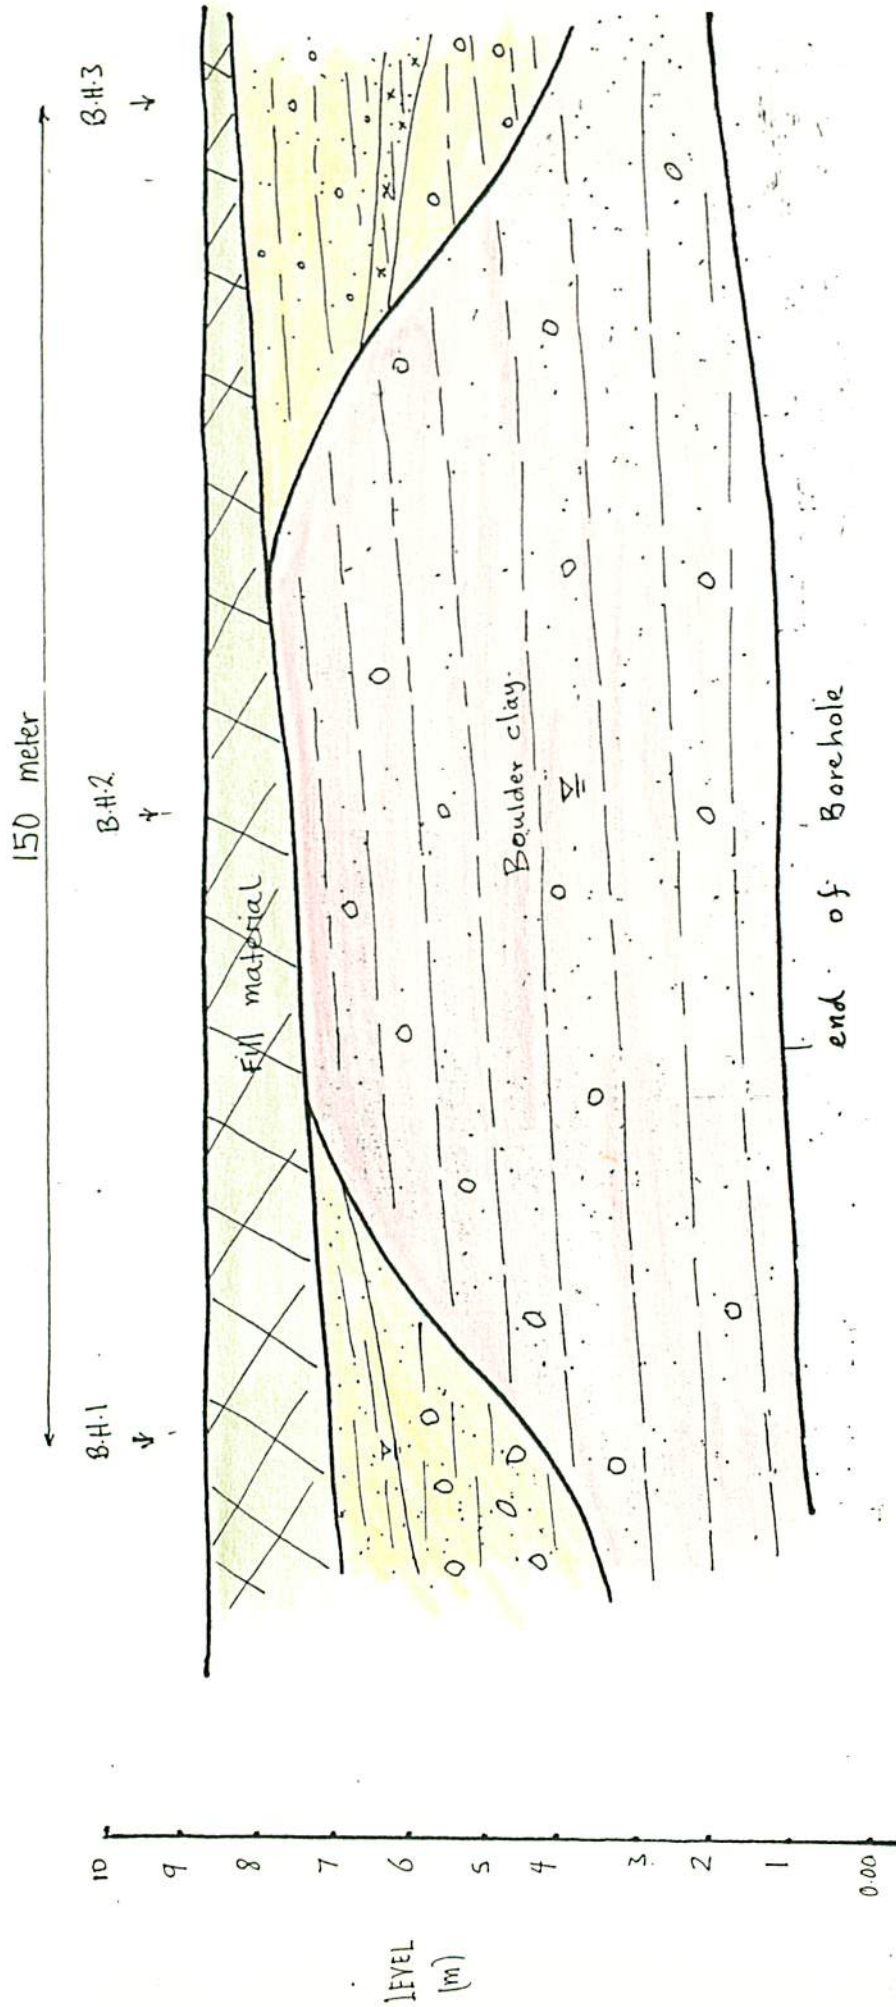 150 meter
B.H.1
B.H.2
B.H.3
Fill material
Boulder clay.
end of Borehole
LEVEL
(m)
10
9
8
7
6
5
4
3
2
1
0.00